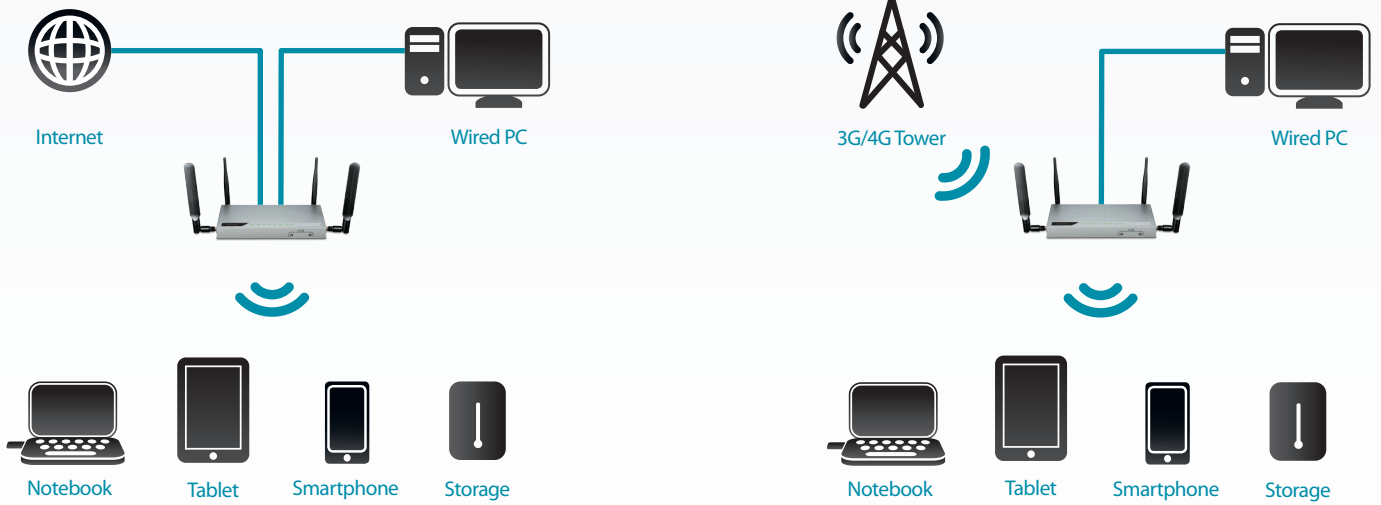 Internet
Wired PC
3G/4G Tower
Wired PC
Notebook
Tablet
Smartphone
Storage
Notebook
Tablet
Smartphone
Storage